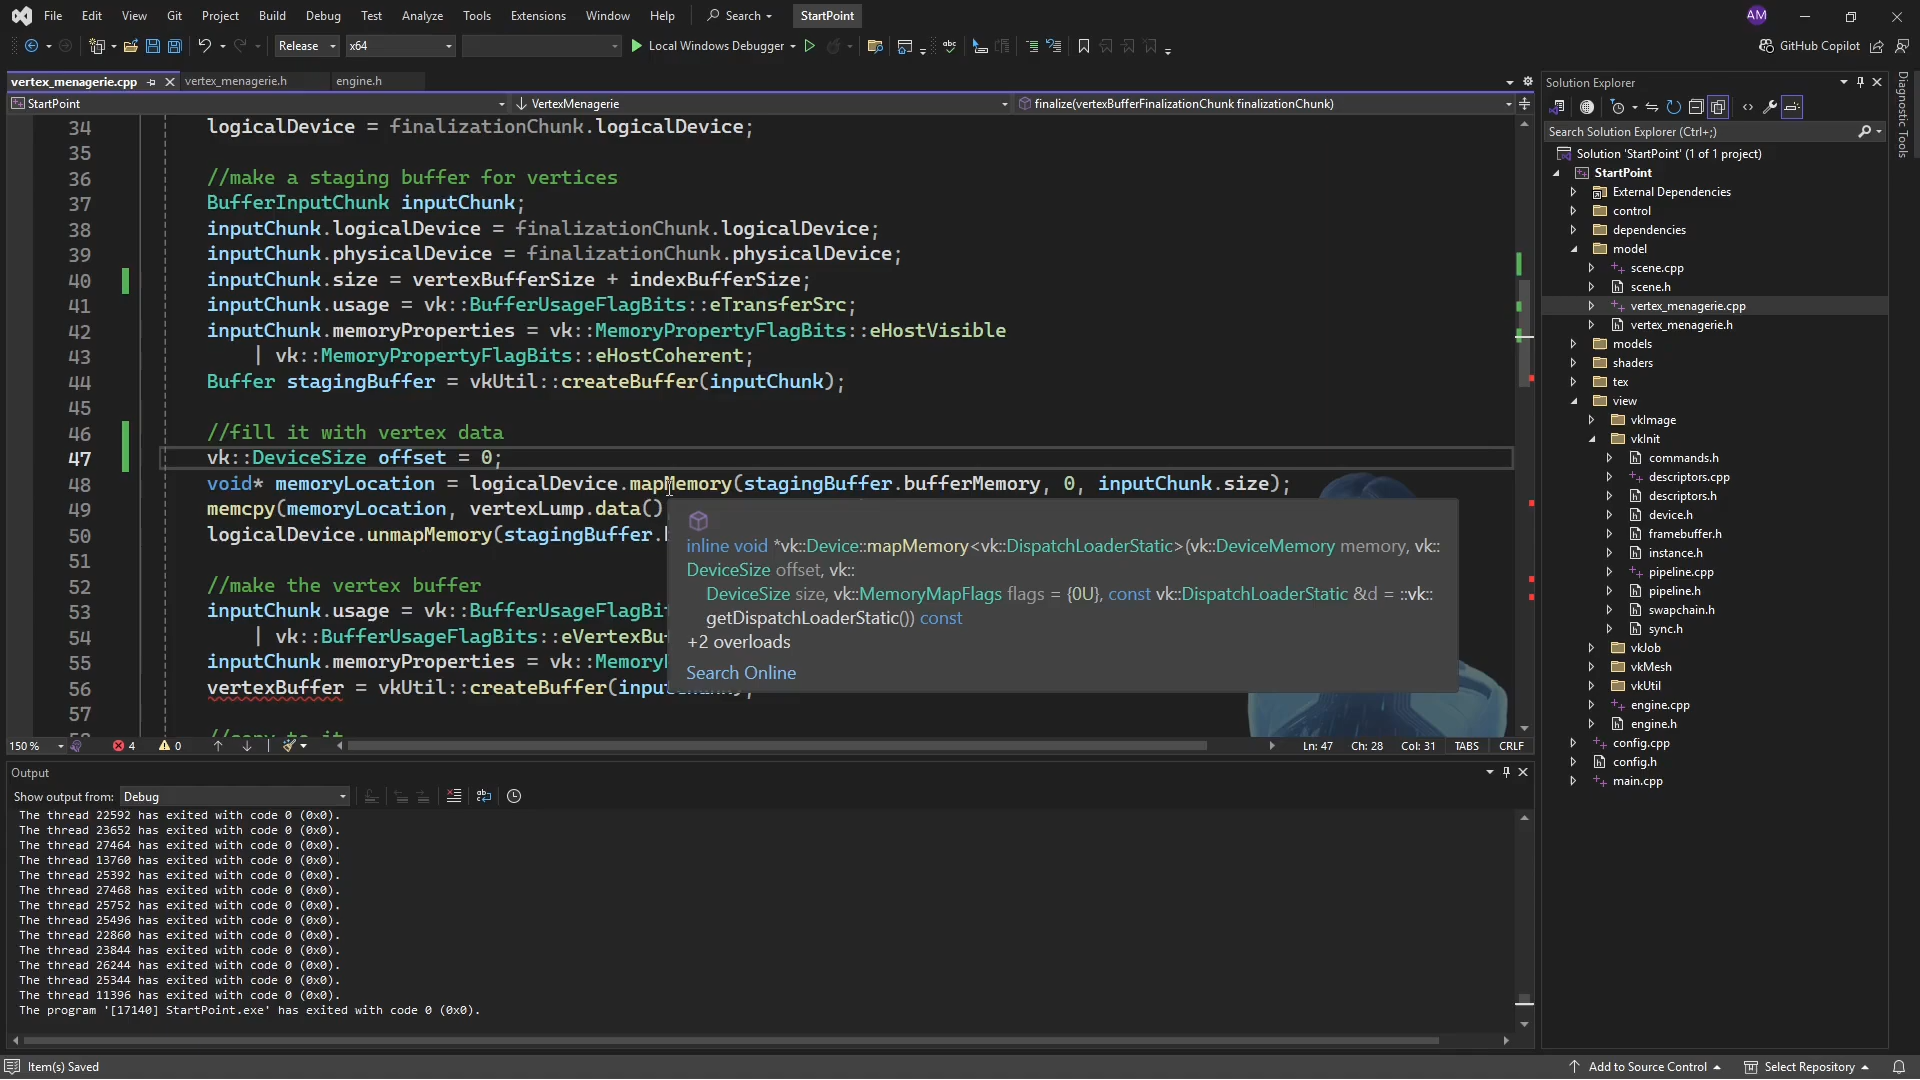 File Edit View Git Project Build Debug Test Analyze Tools Extensions Window Help Search StartPoint AM
Release x64 Local Windows Debugger GitHub Copilot
vertex_menagerie.cpp vertex_menagerie.h engine.h
StartPoint VertexMenagerie finalize(vertexBufferFinalizationChunk finalizationChunk)
34 logicalDevice = finalizationChunk.logicalDevice;
35
36 //make a staging buffer for vertices
37 BufferInputChunk inputChunk;
38 inputChunk.logicalDevice = finalizationChunk.logicalDevice;
39 inputChunk.physicalDevice = finalizationChunk.physicalDevice;
40 inputChunk.size = vertexBufferSize + indexBufferSize;
41 inputChunk.usage = vk::BufferUsageFlagBits::eTransferSrc;
42 inputChunk.memoryProperties = vk::MemoryPropertyFlagBits::eHostVisible
43 | vk::MemoryPropertyFlagBits::eHostCoherent;
44 Buffer stagingBuffer = vkUtil::createBuffer(inputChunk);
45
46 //fill it with vertex data
47 vk::DeviceSize offset = 0;
48 void* memoryLocation = logicalDevice.mapMemory(stagingBuffer.bufferMemory, 0, inputChunk.size);
49 memcpy(memoryLocation, vertexLump.data()
50 logicalDevice.unmapMemory(stagingBuffer.
51
52 //make the vertex buffer
53 inputChunk.usage = vk::BufferUsageFlagBi
54 | vk::BufferUsageFlagBits::eVertexBu
55 inputChunk.memoryProperties = vk::Memory
56 vertexBuffer = vkUtil::createBuffer(inpu
57
inline void *vk::Device::mapMemory<vk::DispatchLoaderStatic>(vk::DeviceMemory memory, vk::
DeviceSize offset, vk::
DeviceSize size, vk::MemoryMapFlags flags = {0U}, const vk::DispatchLoaderStatic &d = ::vk::
getDispatchLoaderStatic()) const
+2 overloads
Search Online
150 % 4 0 Ln: 47 Ch: 28 Col: 31 TABS CRLF
Output
Show output from: Debug
The thread 22592 has exited with code 0 (0x0).
The thread 23652 has exited with code 0 (0x0).
The thread 27464 has exited with code 0 (0x0).
The thread 13760 has exited with code 0 (0x0).
The thread 25392 has exited with code 0 (0x0).
The thread 27468 has exited with code 0 (0x0).
The thread 25752 has exited with code 0 (0x0).
The thread 25496 has exited with code 0 (0x0).
The thread 22860 has exited with code 0 (0x0).
The thread 23844 has exited with code 0 (0x0).
The thread 26244 has exited with code 0 (0x0).
The thread 25344 has exited with code 0 (0x0).
The thread 11396 has exited with code 0 (0x0).
The program '[17140] StartPoint.exe' has exited with code 0 (0x0).
Solution Explorer
Search Solution Explorer (Ctrl+;)
Solution 'StartPoint' (1 of 1 project)
StartPoint
External Dependencies
control
dependencies
model
scene.cpp
scene.h
vertex_menagerie.cpp
vertex_menagerie.h
models
shaders
tex
view
vkImage
vkInit
commands.h
descriptors.cpp
descriptors.h
device.h
framebuffer.h
instance.h
pipeline.cpp
pipeline.h
swapchain.h
sync.h
vkJob
vkMesh
vkUtil
engine.cpp
engine.h
config.cpp
config.h
main.cpp
Diagnostic Tools
Item(s) Saved Add to Source Control Select Repository